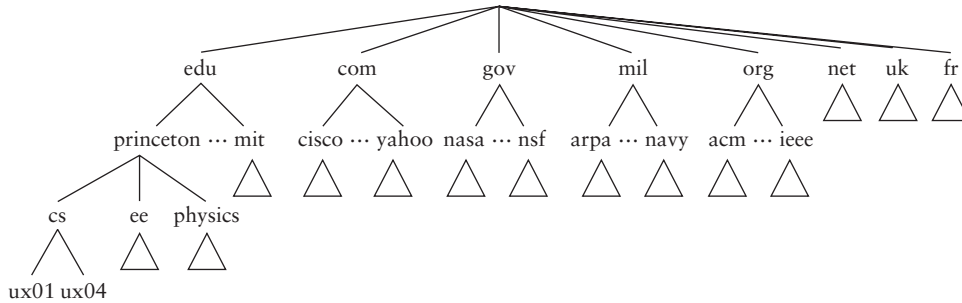 edu com gov mil org net uk fr
princeton ... mit cisco ... yahoo nasa ... nsf arpa ... navy acm ... ieee
cs ee physics
ux01 ux04